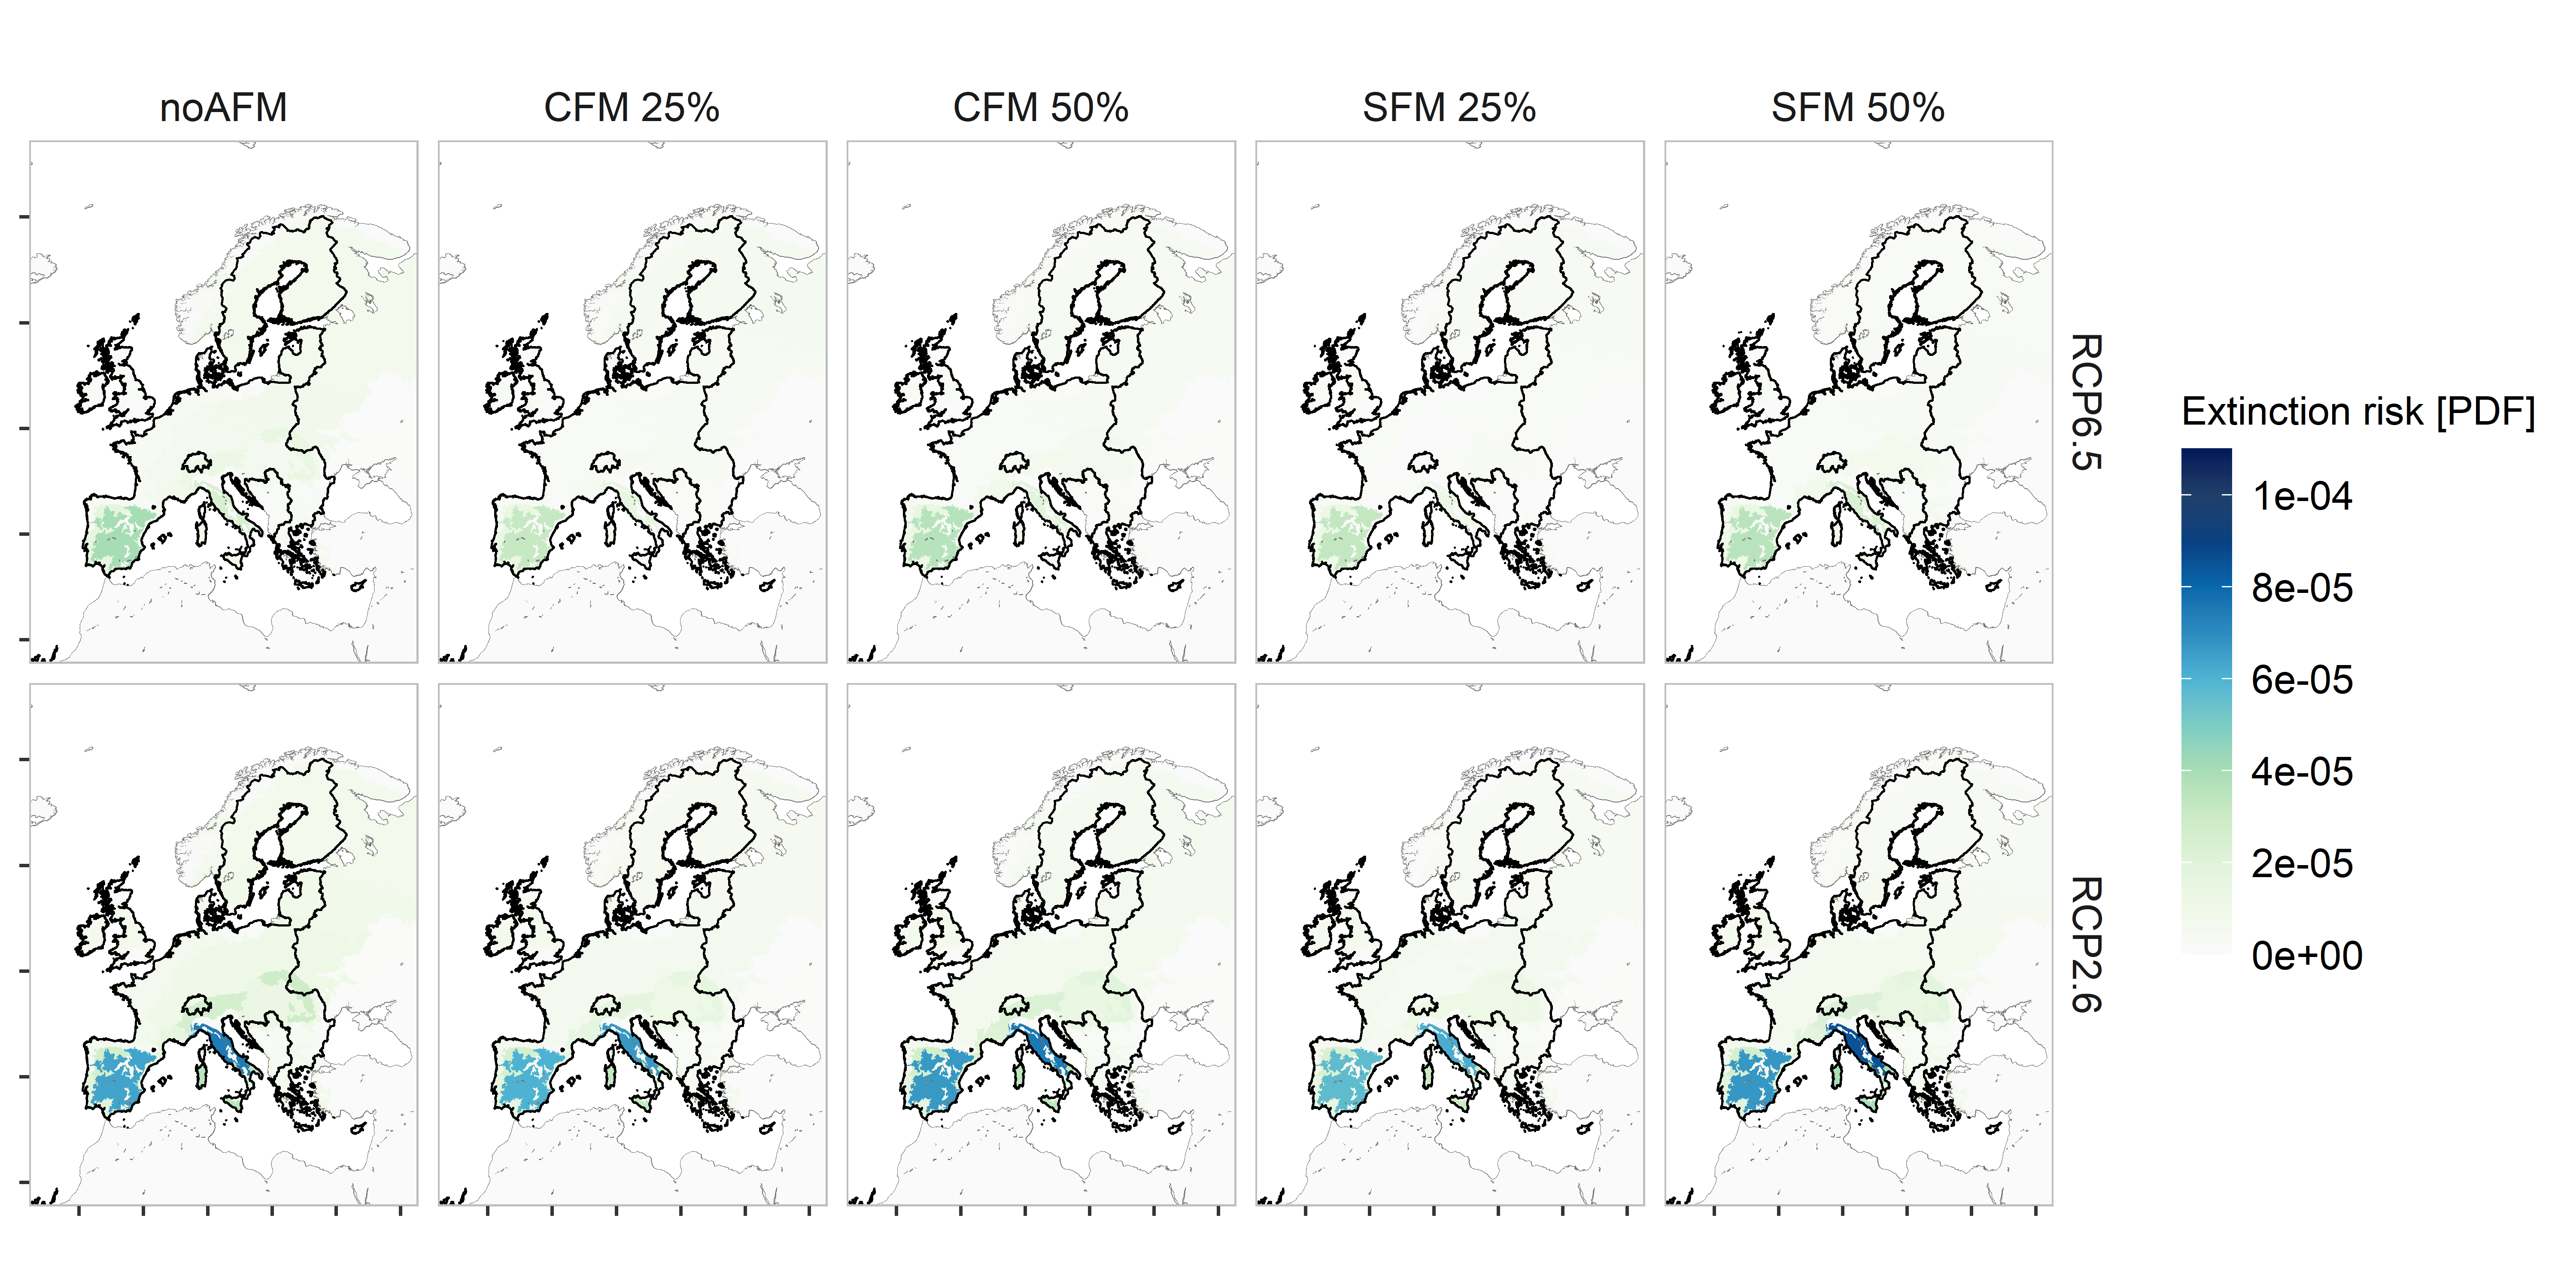 noAFM
CFM 25%
CFM 50%
SFM 25%
SFM 50%
RCP6.5
RCP2.6
Extinction risk [PDF]
1e-04
8e-05
6e-05
4e-05
2e-05
0e+00